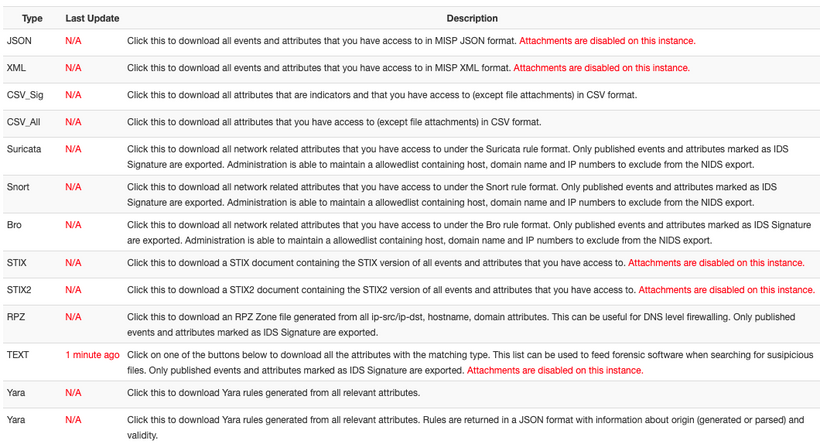 Type Last Update Description
JSON N/A Click this to download all events and attributes that you have access to in MISP JSON format. Attachments are disabled on this instance.
XML N/A Click this to download all events and attributes that you have access to in MISP XML format. Attachments are disabled on this instance.
CSV_Sig N/A Click this to download all attributes that are indicators and that you have access to (except file attachments) in CSV format.
CSV_All N/A Click this to download all attributes that you have access to (except file attachments) in CSV format.
Suricata N/A Click this to download all network related attributes that you have access to under the Suricata rule format. Only published events and attributes marked as IDS
Signature are exported. Administration is able to maintain a allowedlist containing host, domain name and IP numbers to exclude from the NIDS export.
Snort N/A Click this to download all network related attributes that you have access to under the Snort rule format. Only published events and attributes marked as IDS
Signature are exported. Administration is able to maintain a allowedlist containing host, domain name and IP numbers to exclude from the NIDS export.
Bro N/A Click this to download all network related attributes that you have access to under the Bro rule format. Only published events and attributes marked as IDS Signature
are exported. Administration is able to maintain a allowedlist containing host, domain name and IP numbers to exclude from the NIDS export.
STIX N/A Click this to download a STIX document containing the STIX version of all events and attributes that you have access to. Attachments are disabled on this instance.
STIX2 N/A Click this to download a STIX2 document containing the STIX2 version of all events and attributes that you have access to. Attachments are disabled on this instance.
RPZ N/A Click this to download an RPZ Zone file generated from all ip-src/ip-dst, hostname, domain attributes. This can be useful for DNS level firewalling. Only published
events and attributes marked as IDS Signature are exported.
TEXT 1 minute ago Click on one of the buttons below to download all the attributes with the matching type. This list can be used to feed forensic software when searching for suspicious
files. Only published events and attributes marked as IDS Signature are exported. Attachments are disabled on this instance.
Yara N/A Click this to download Yara rules generated from all relevant attributes.
Yara N/A Click this to download Yara rules generated from all relevant attributes. Rules are returned in a JSON format with information about origin (generated or parsed) and
validity.